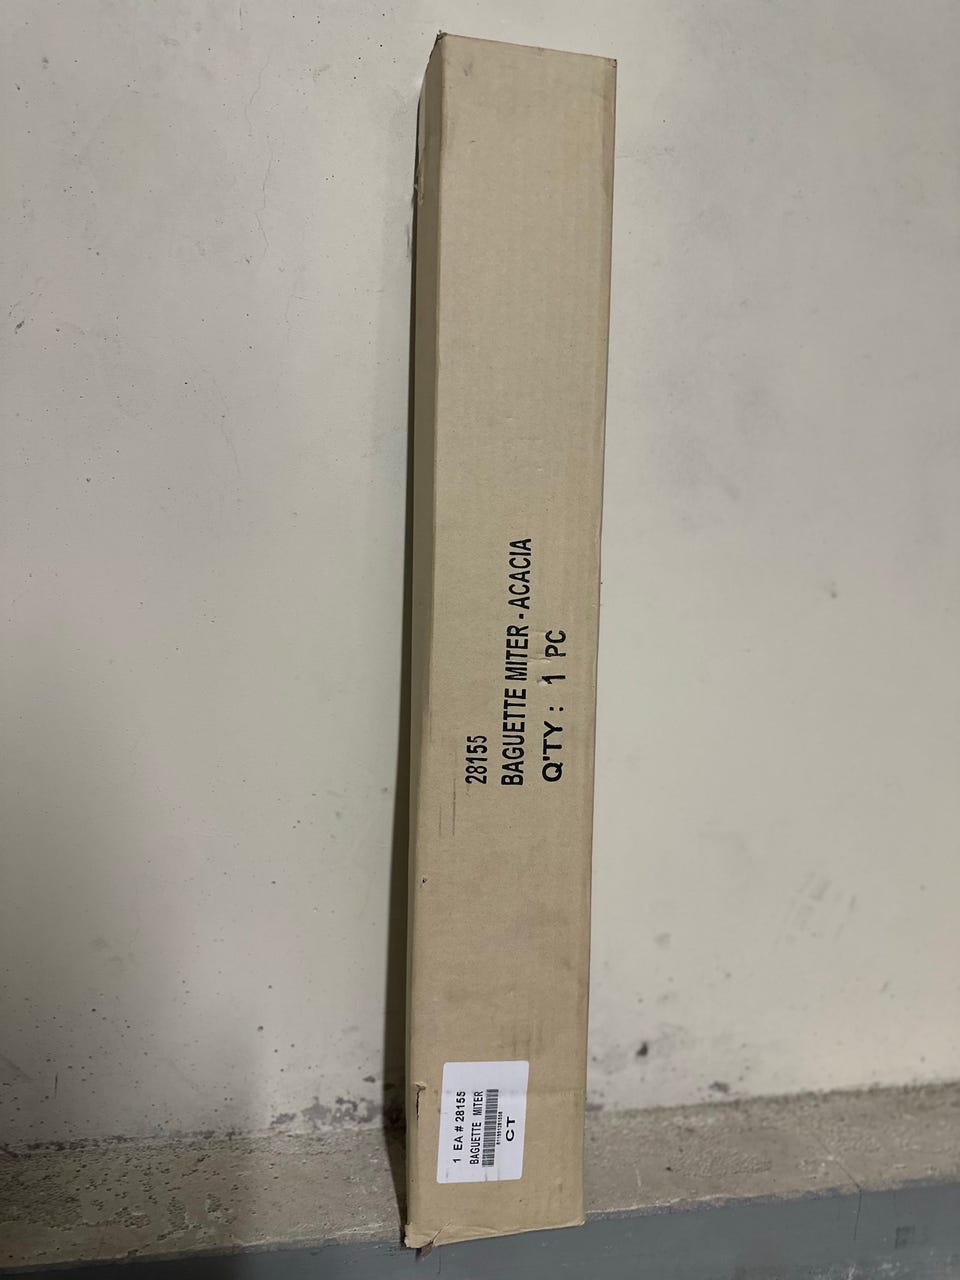 28155
BAGUETTE MITER - ACACIA
Q'TY : 1 PC
1 EA # 28155
BAGUETTE MITER
CT